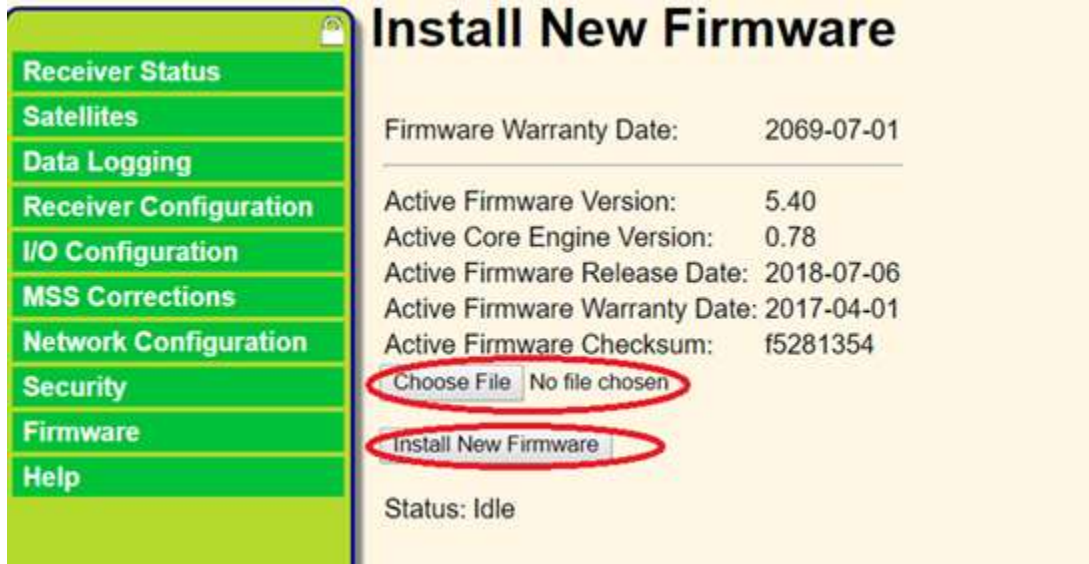 Install New Firmware
Receiver Status
Satellites
Data Logging
Receiver Configuration
I/O Configuration
MSS Corrections
Network Configuration
Security
Firmware
Help
Firmware Warranty Date: 2069-07-01
Active Firmware Version: 5.40
Active Core Engine Version: 0.78
Active Firmware Release Date: 2018-07-06
Active Firmware Warranty Date: 2017-04-01
Active Firmware Checksum: f5281354
Choose File No file chosen
Install New Firmware
Status: Idle